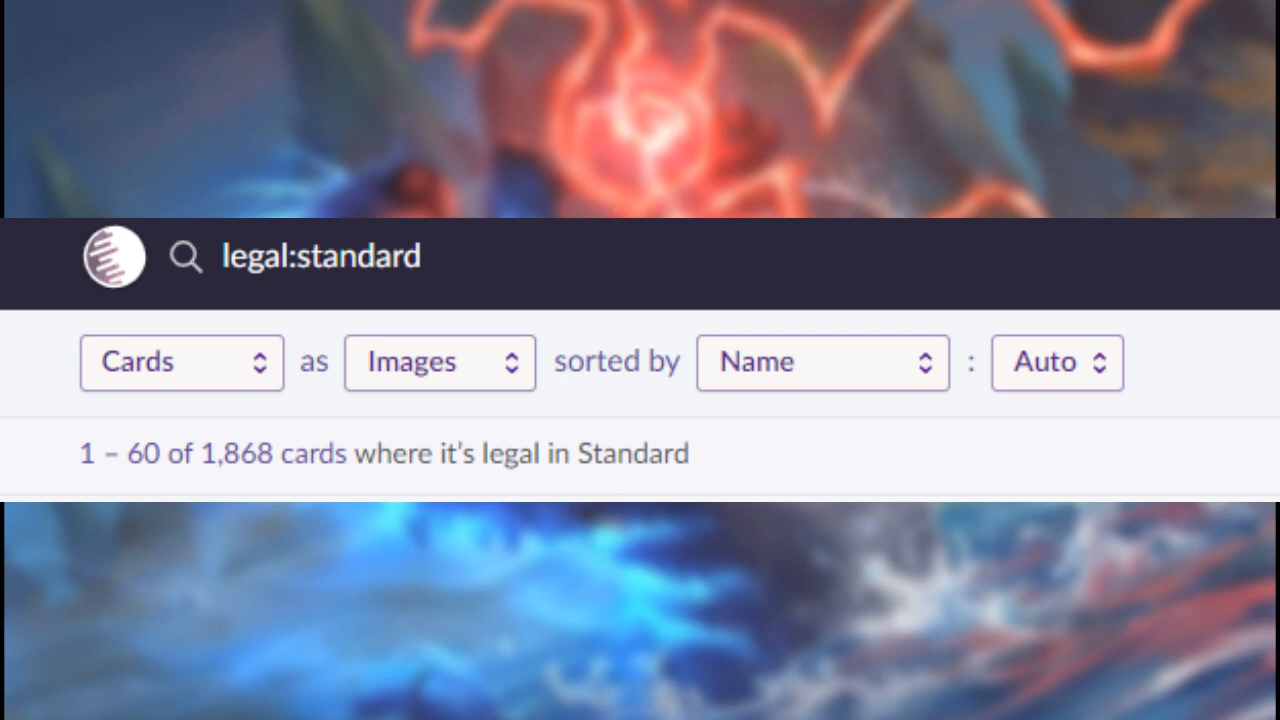 legal:standard
Cards as Images sorted by Name : Auto
1 – 60 of 1,868 cards where it's legal in Standard